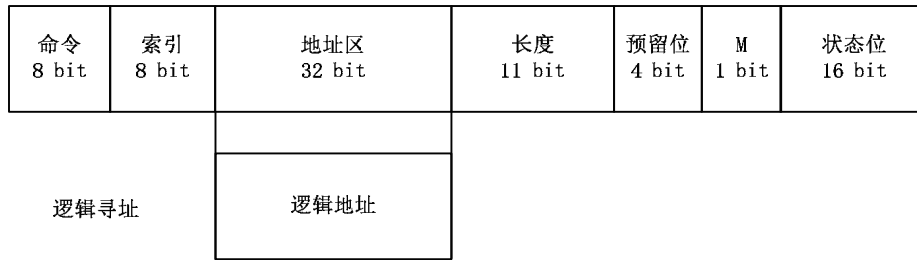 命令 索引 地址区 长度 预留位 M 状态位
8 bit 8 bit 32 bit 11 bit 4 bit 1 bit 16 bit
逻辑寻址 逻辑地址